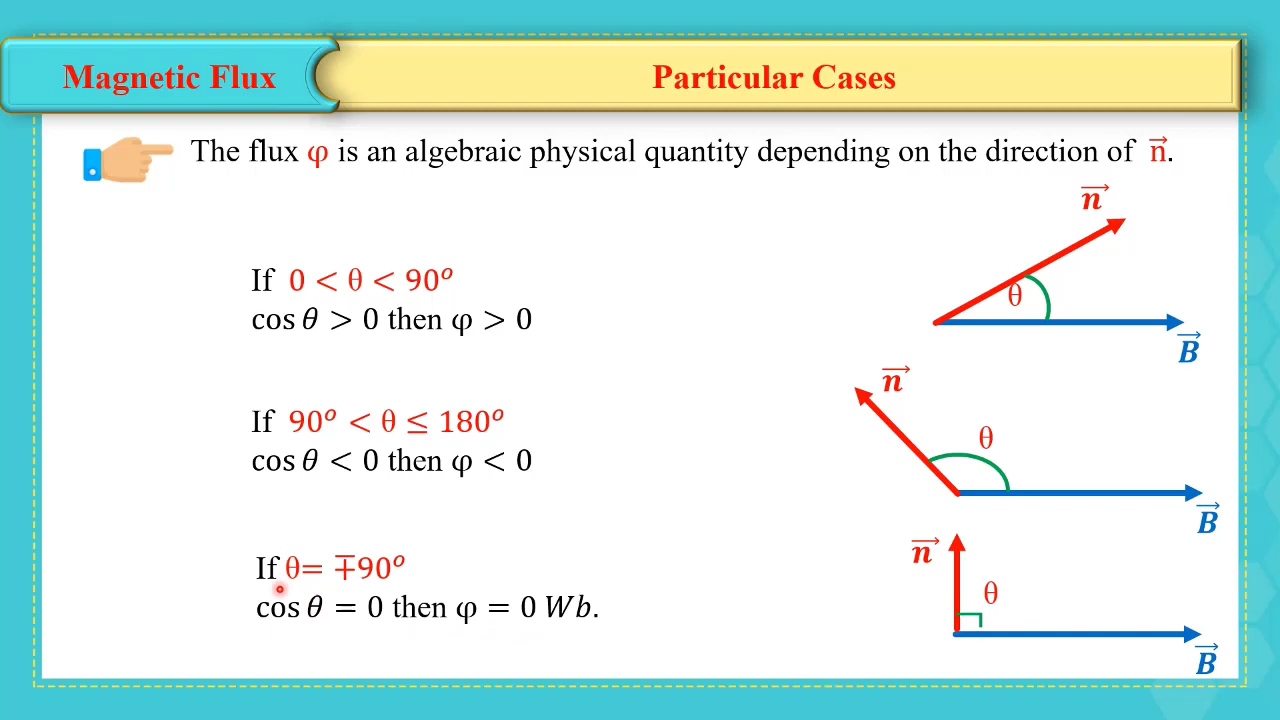 Magnetic Flux
Particular Cases
The flux φ is an algebraic physical quantity depending on the direction of n⃗.
If 0 < θ < 90°
cos θ > 0 then φ > 0
n⃗
θ
B⃗
If 90° < θ ≤ 180°
cos θ < 0 then φ < 0
n⃗
θ
B⃗
If θ= ∓90°
cos θ = 0 then φ = 0 Wb.
n⃗
θ
B⃗